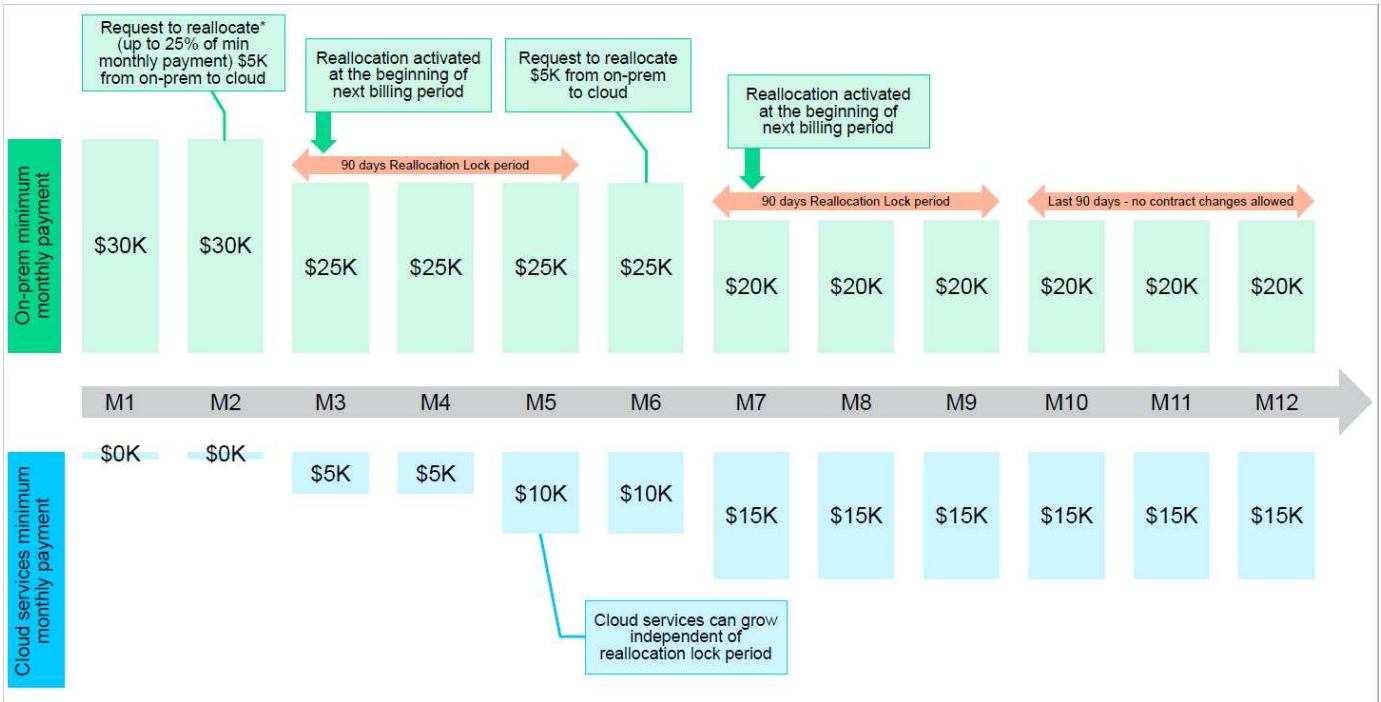 Request to reallocate*
(up to 25% of min
monthly payment) $5K
from on-prem to cloud
Reallocation activated
at the beginning of
next billing period
Request to reallocate
$5K from on-prem
to cloud
Reallocation activated
at the beginning of
next billing period
90 days Reallocation Lock period
90 days Reallocation Lock period
Last 90 days - no contract changes allowed
On-prem minimum
monthly payment
$30K
$30K
$25K
$25K
$25K
$25K
$20K
$20K
$20K
$20K
$20K
$20K
M1
M2
M3
M4
M5
M6
M7
M8
M9
M10
M11
M12
Cloud services minimum
monthly payment
$0K
$0K
$5K
$5K
$10K
$10K
$15K
$15K
$15K
$15K
$15K
$15K
Cloud services can grow
independent of
reallocation lock period